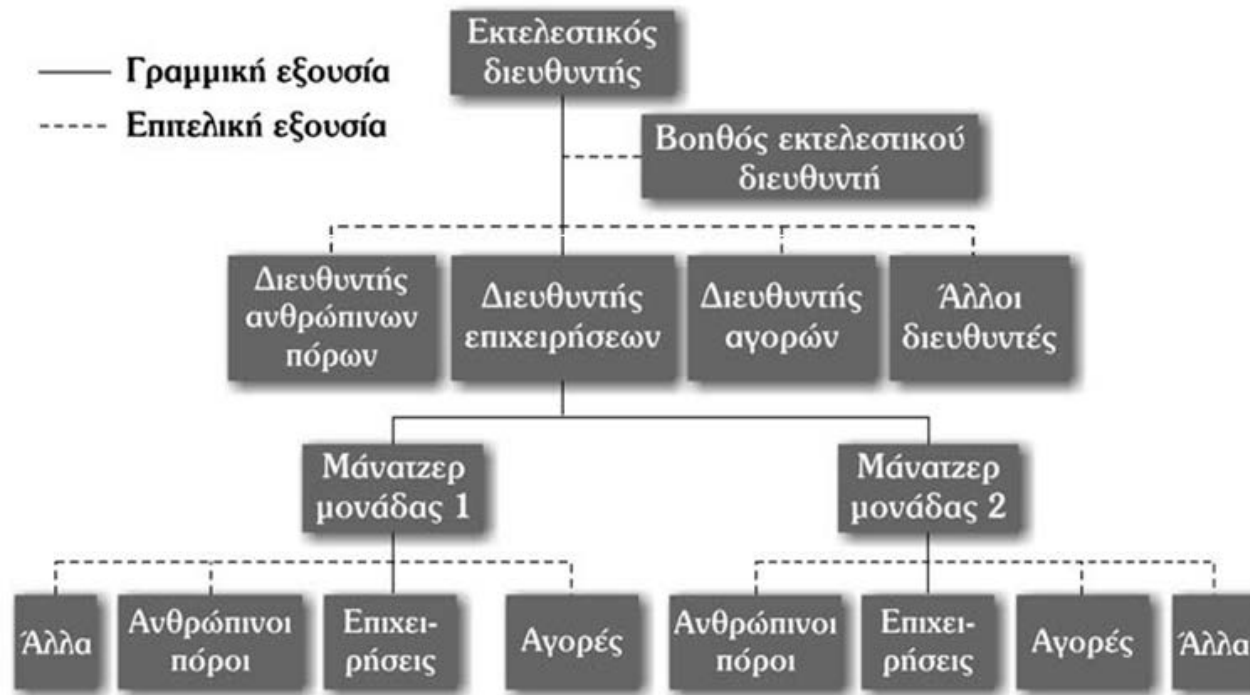 Εκτελεστικός
διευθυντής
Γραμμική εξουσία
Επιτελική εξουσία
Βοηθός εκτελεστικού
διευθυντή
Διευθυντής
ανθρώπινων
πόρων
Διευθυντής
επιχειρήσεων
Διευθυντής
αγορών
Άλλοι
διευθυντές
Μάνατζερ
μονάδας 1
Μάνατζερ
μονάδας 2
Άλλα
Ανθρώπινοι
πόροι
Επιχει-
ρήσεις
Αγορές
Ανθρώπινοι
πόροι
Επιχει-
ρήσεις
Αγορές
Άλλα